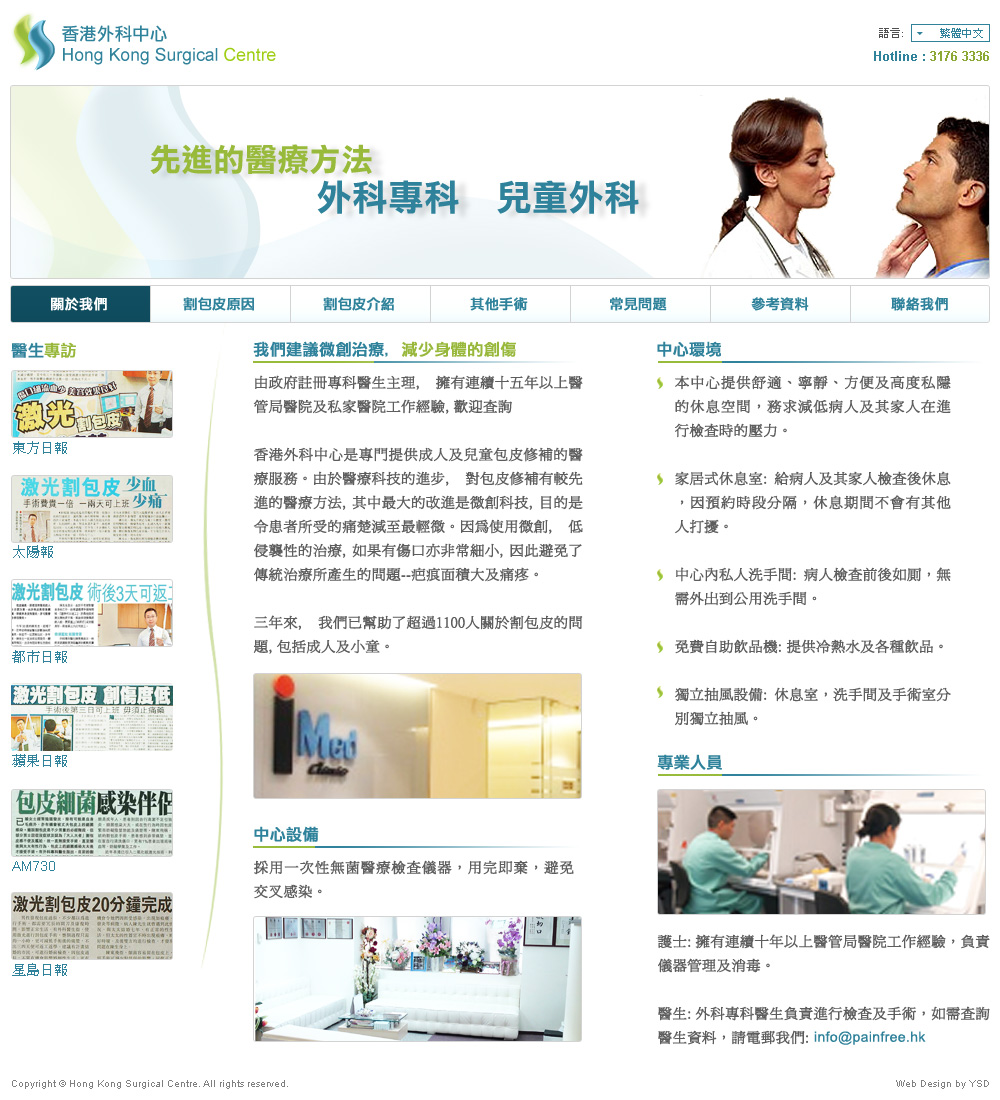 香港外科中心
Hong Kong Surgical Centre
語言: 繁體中文
Hotline : 3176 3336
先進的醫療方法
外科專科 兒童外科
關於我們 割包皮原因 割包皮介紹 其他手術 常見問題 參考資料 聯絡我們
醫生專訪
激光割包皮
東方日報
激光割包皮 少血少痛
手術費貴一倍 一兩天可上班
太陽報
激光割包皮 術後3天可返工
都市日報
激光割包皮 創傷度低
手術後第三日可上班 毋須止痛藥
蘋果日報
包皮細菌感染伴侶
AM730
激光割包皮20分鐘完成
星島日報
我們建議微創治療, 減少身體的創傷
由政府註冊專科醫生主理, 擁有連續十五年以上醫
管局醫院及私家醫院工作經驗, 歡迎查詢
香港外科中心是專門提供成人及兒童包皮修補的醫
療服務。由於醫療科技的進步, 對包皮修補有較先
進的醫療方法, 其中最大的改進是微創科技, 目的是
令患者所受的痛楚減至最輕微。因爲使用微創, 低
侵襲性的治療, 如果有傷口亦非常細小, 因此避免了
傳統治療所產生的問題--疤痕面積大及痛疼。
三年來, 我們已幫助了超過1100人關於割包皮的問
題, 包括成人及小童。
iMed
Clinic
中心設備
採用一次性無菌醫療檢查儀器，用完即棄，避免
交叉感染。
中心環境
本中心提供舒適、寧靜、方便及高度私隱
的休息空間，務求減低病人及其家人在進
行檢查時的壓力。
家居式休息室: 給病人及其家人檢查後休息
，因預約時段分隔，休息期間不會有其他
人打擾。
中心內私人洗手間: 病人檢查前後如厠，無
需外出到公用洗手間。
免費自助飲品機: 提供冷熱水及各種飲品。
獨立抽風設備: 休息室，洗手間及手術室分
別獨立抽風。
專業人員
護士: 擁有連續十年以上醫管局醫院工作經驗，負責
儀器管理及消毒。
醫生: 外科專科醫生負責進行檢查及手術，如需查詢
醫生資料，請電郵我們: info@painfree.hk
Copyright © Hong Kong Surgical Centre. All rights reserved.
Web Design by YSD